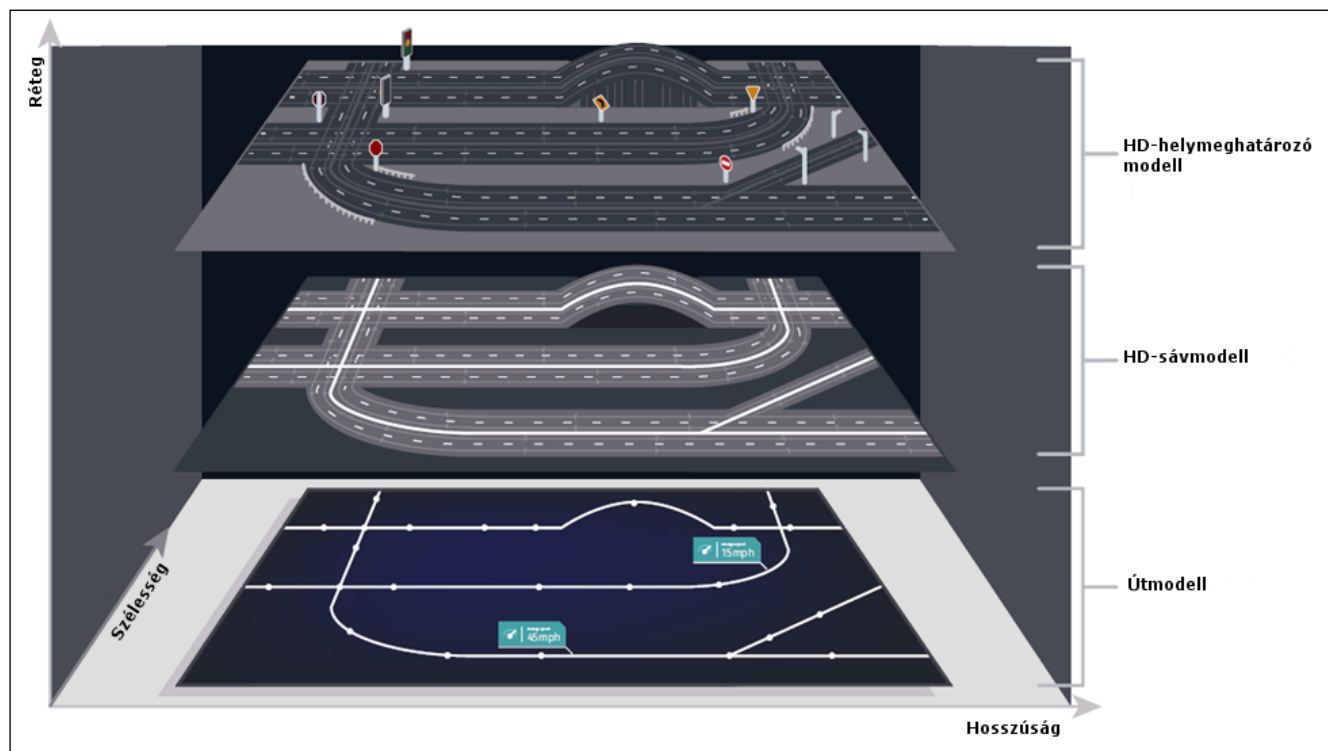 Réteg
HD-helymeghatározó
modell
HD-sávmodell
15mph
Szélesség
Útmodell
45mph
Hosszúság